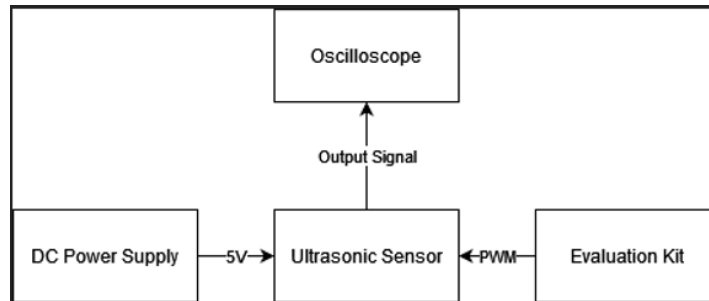 Oscilloscope
Output Signal
DC Power Supply
5V
Ultrasonic Sensor
PWM
Evaluation Kit